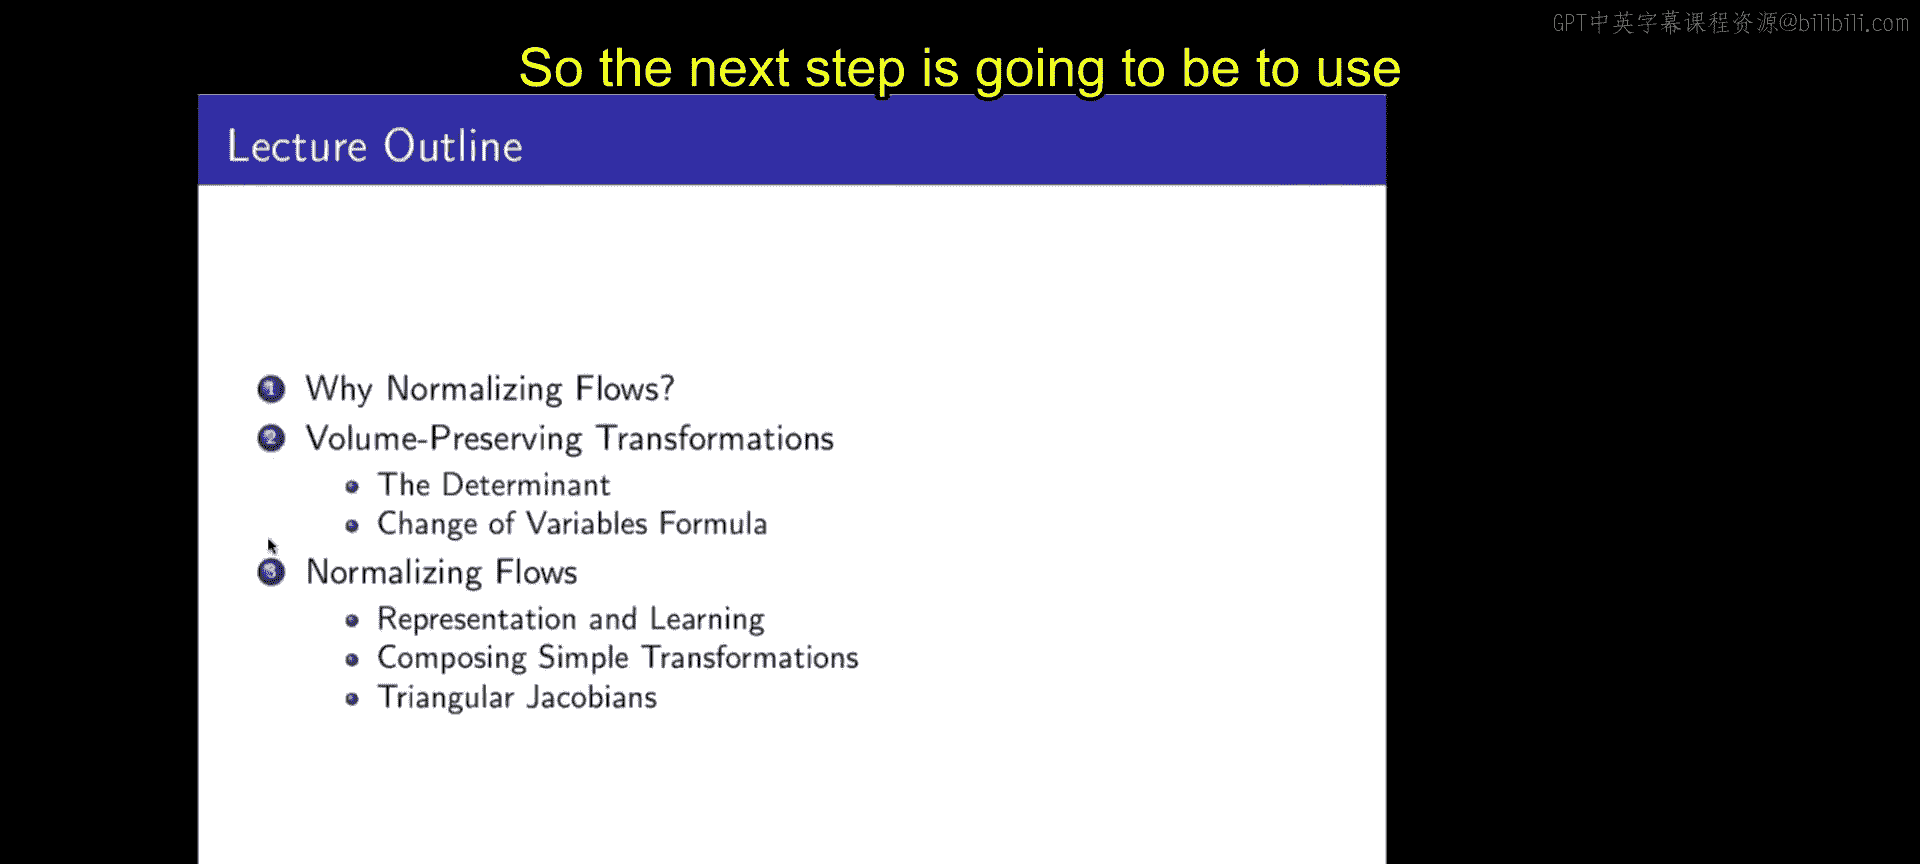 GPT中英字幕课程资源@bilibili.com
So the next step is going to be to use
Lecture Outline
1 Why Normalizing Flows?
2 Volume-Preserving Transformations
• The Determinant
• Change of Variables Formula
3 Normalizing Flows
• Representation and Learning
• Composing Simple Transformations
• Triangular Jacobians